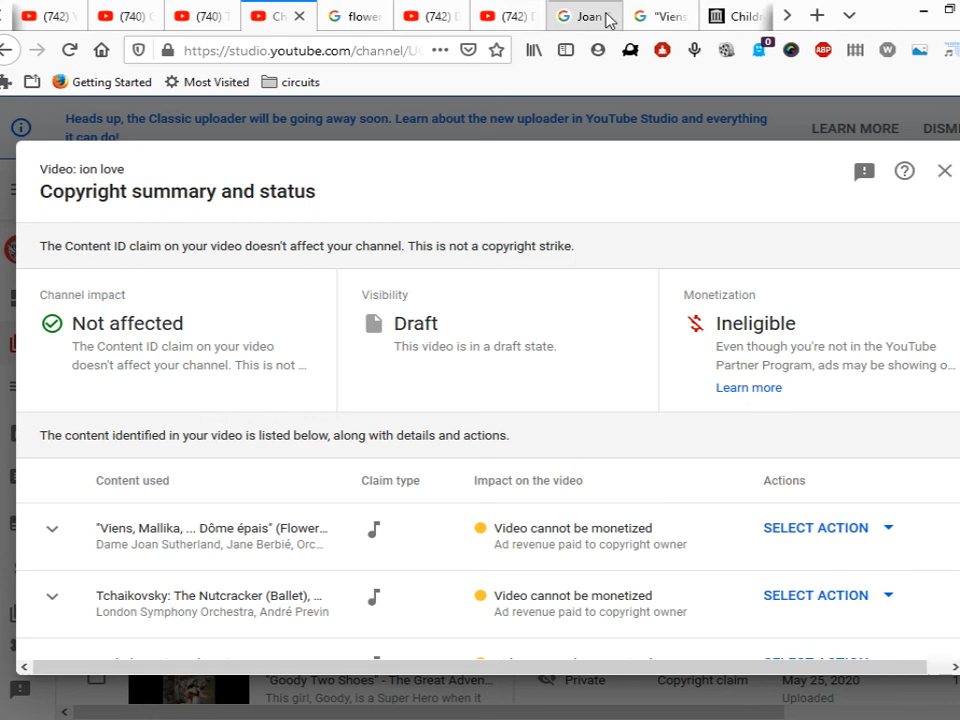 (742)
(740) C
(740) T
Ch
flower
(742) D
(742) D
Joan
"Viens
Childr
https://studio.youtube.com/channel/U
0
ABP
W
Getting Started
Most Visited
circuits
Heads up, the Classic uploader will be going away soon. Learn about the new uploader in YouTube Studio and everything
it can do!
LEARN MORE
DISM
Video: ion love
Copyright summary and status
The Content ID claim on your video doesn't affect your channel. This is not a copyright strike.
Channel impact
Not affected
The Content ID claim on your video
doesn't affect your channel. This is not ...
Visibility
Draft
This video is in a draft state.
Monetization
Ineligible
Even though you're not in the YouTube
Partner Program, ads may be showing o...
Learn more
The content identified in your video is listed below, along with details and actions.
Content used
Claim type
Impact on the video
Actions
"Viens, Mallika, ... Dôme épais" (Flower...
Dame Joan Sutherland, Jane Berbié, Orc...
Video cannot be monetized
Ad revenue paid to copyright owner
SELECT ACTION
Tchaikovsky: The Nutcracker (Ballet), ...
London Symphony Orchestra, André Previn
Video cannot be monetized
Ad revenue paid to copyright owner
SELECT ACTION
"Goody Two Shoes" - The Great Adven...
This girl, Goody, is a Super Hero when it
Private
Copyright claim
May 25, 2020
Uploaded